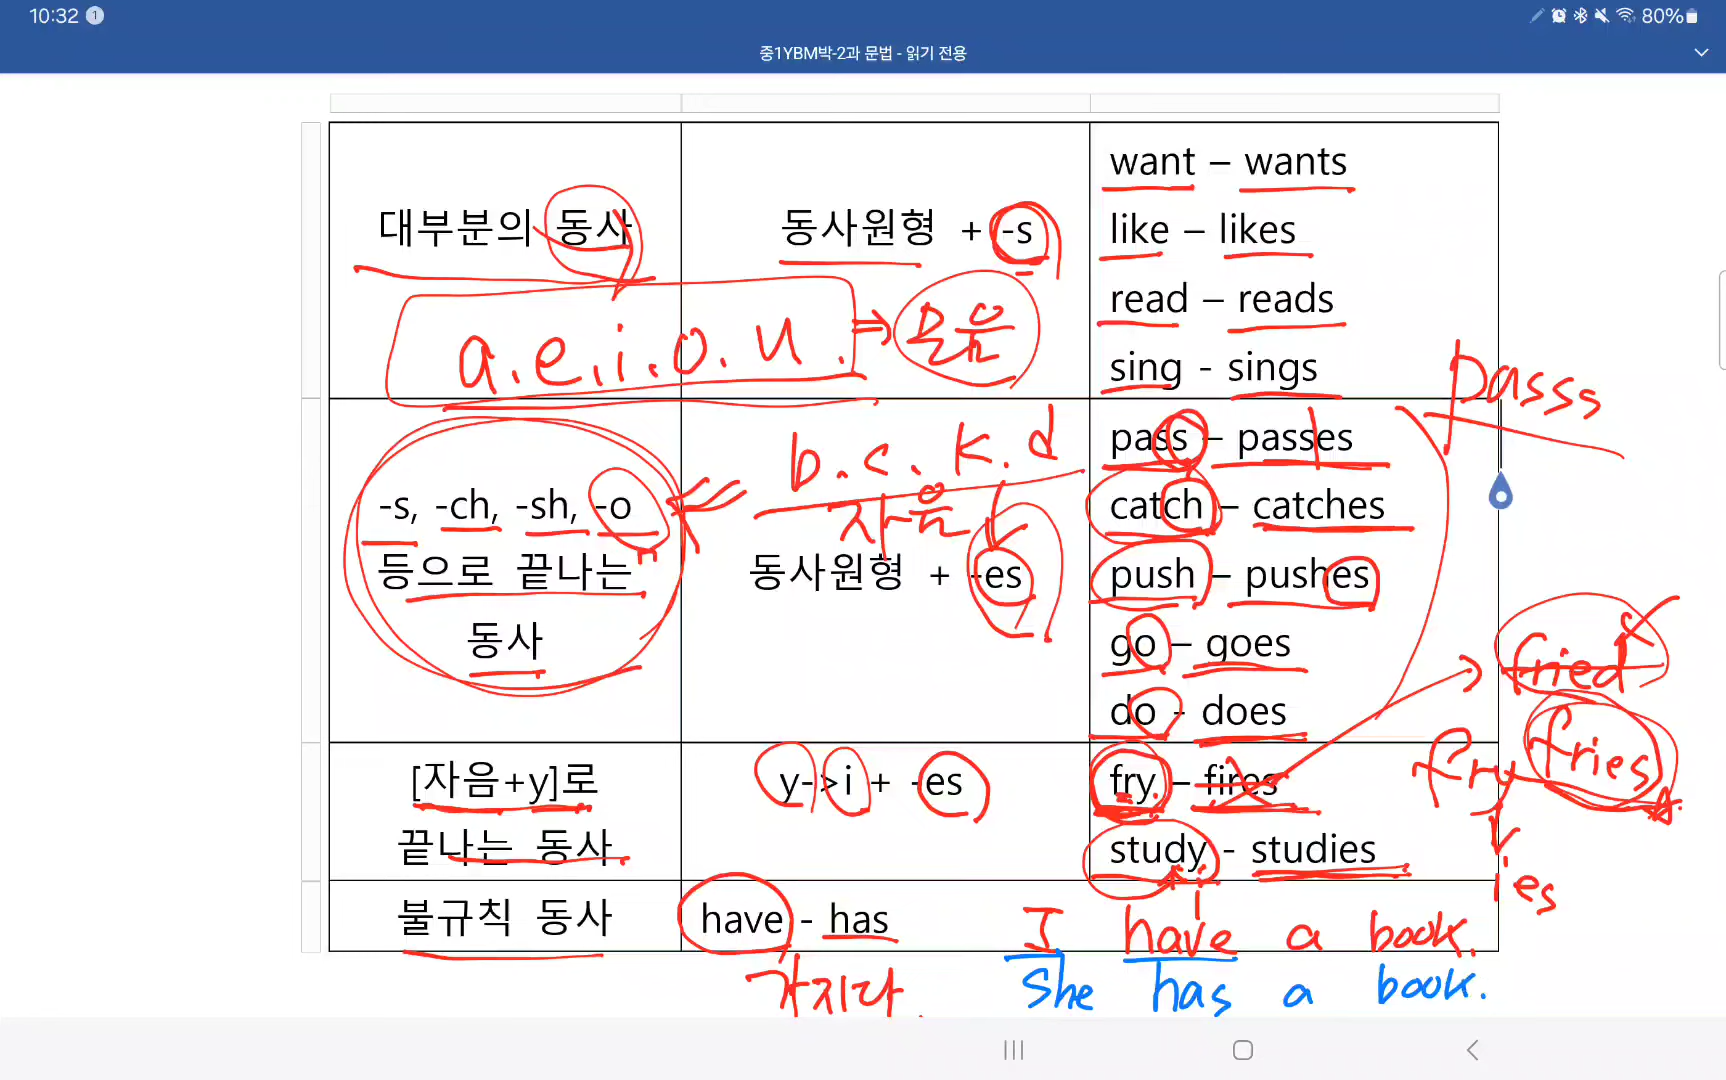 10:32 1
80%
중1YBM박-2과 문법 - 읽기 전용
대부분의 동사
동사원형 + -s
want – wants
like – likes
read – reads
sing - sings
a. e. i. o. u. ⇒ 모음
passs
-s, -ch, -sh, -o
등으로 끝나는
동사
b. c. k. d
자음
동사원형 + -es
pass – passes
catch – catches
push – pushes
go – goes
do - does
fried
fries
fry
ies
[자음+y]로
끝나는 동사
y->i + -es
fry – fires
study - studies
i
불규칙 동사
have - has
가지다.
I have a book.
She has a book.